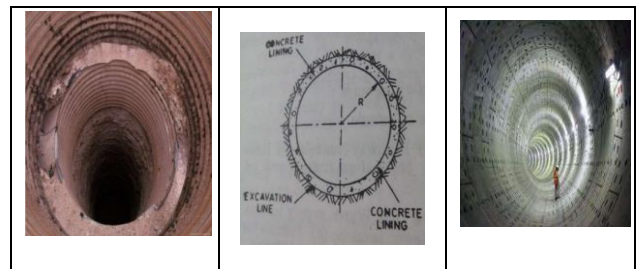 CONCRETE
LINING
R
EXCAVATION
LINE
CONCRETE
LINING